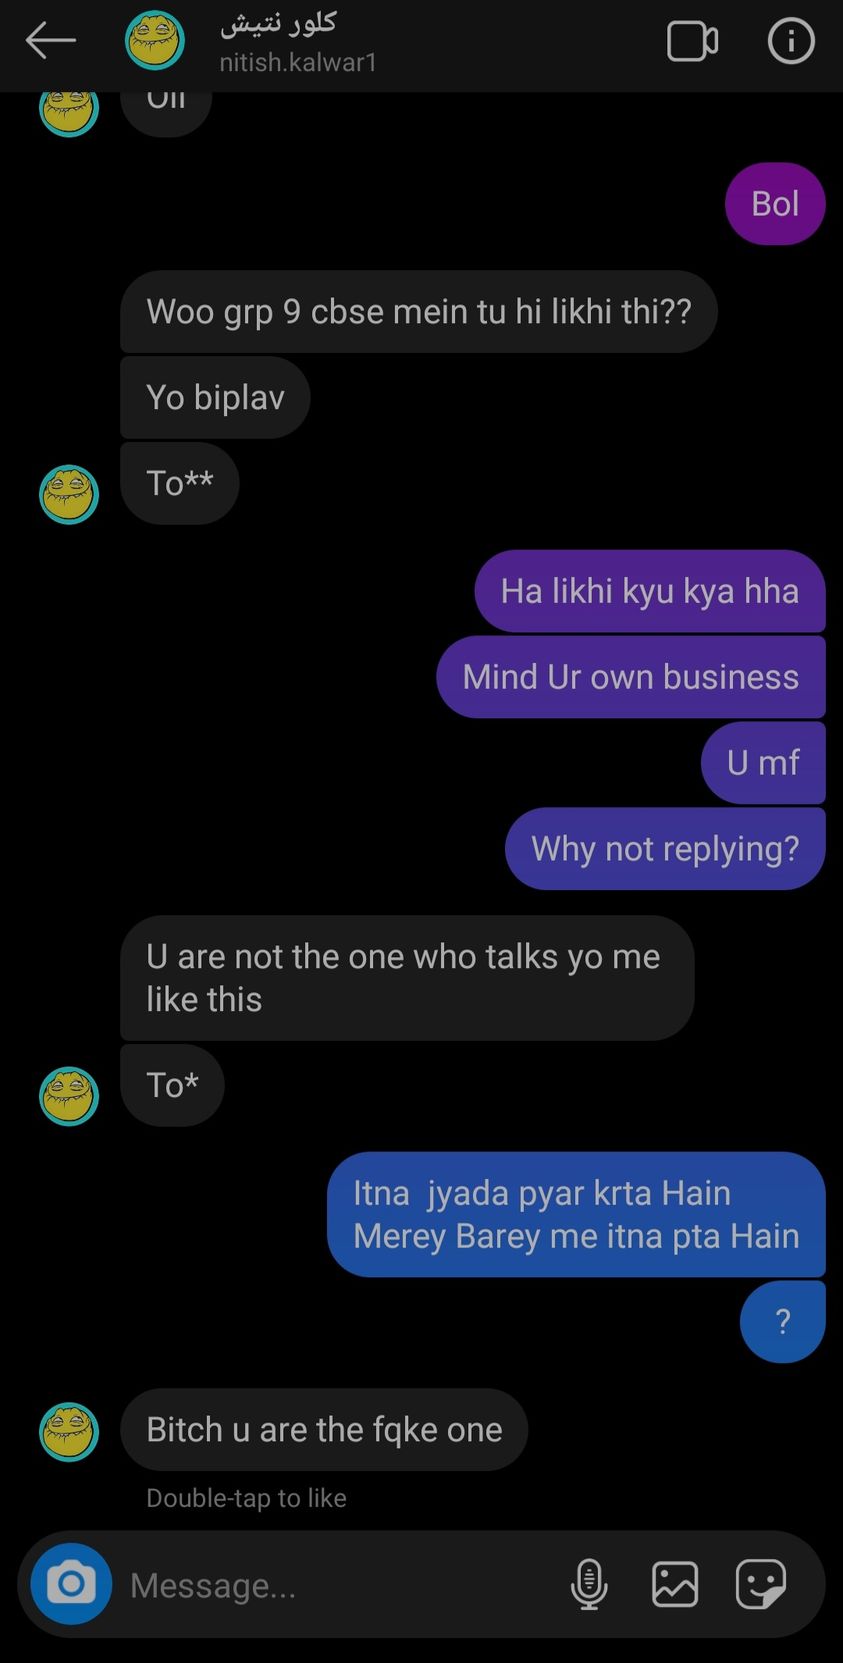 كلور نتيش
nitish.kalwar1
Bol
Woo grp 9 cbse mein tu hi likhi thi??
Yo biplav
To**
Ha likhi kyu kya hha
Mind Ur own business
U mf
Why not replying?
U are not the one who talks yo me
like this
To*
Itna jyada pyar krta Hain
Merey Barey me itna pta Hain
?
Bitch u are the fqke one
Double-tap to like
Message...